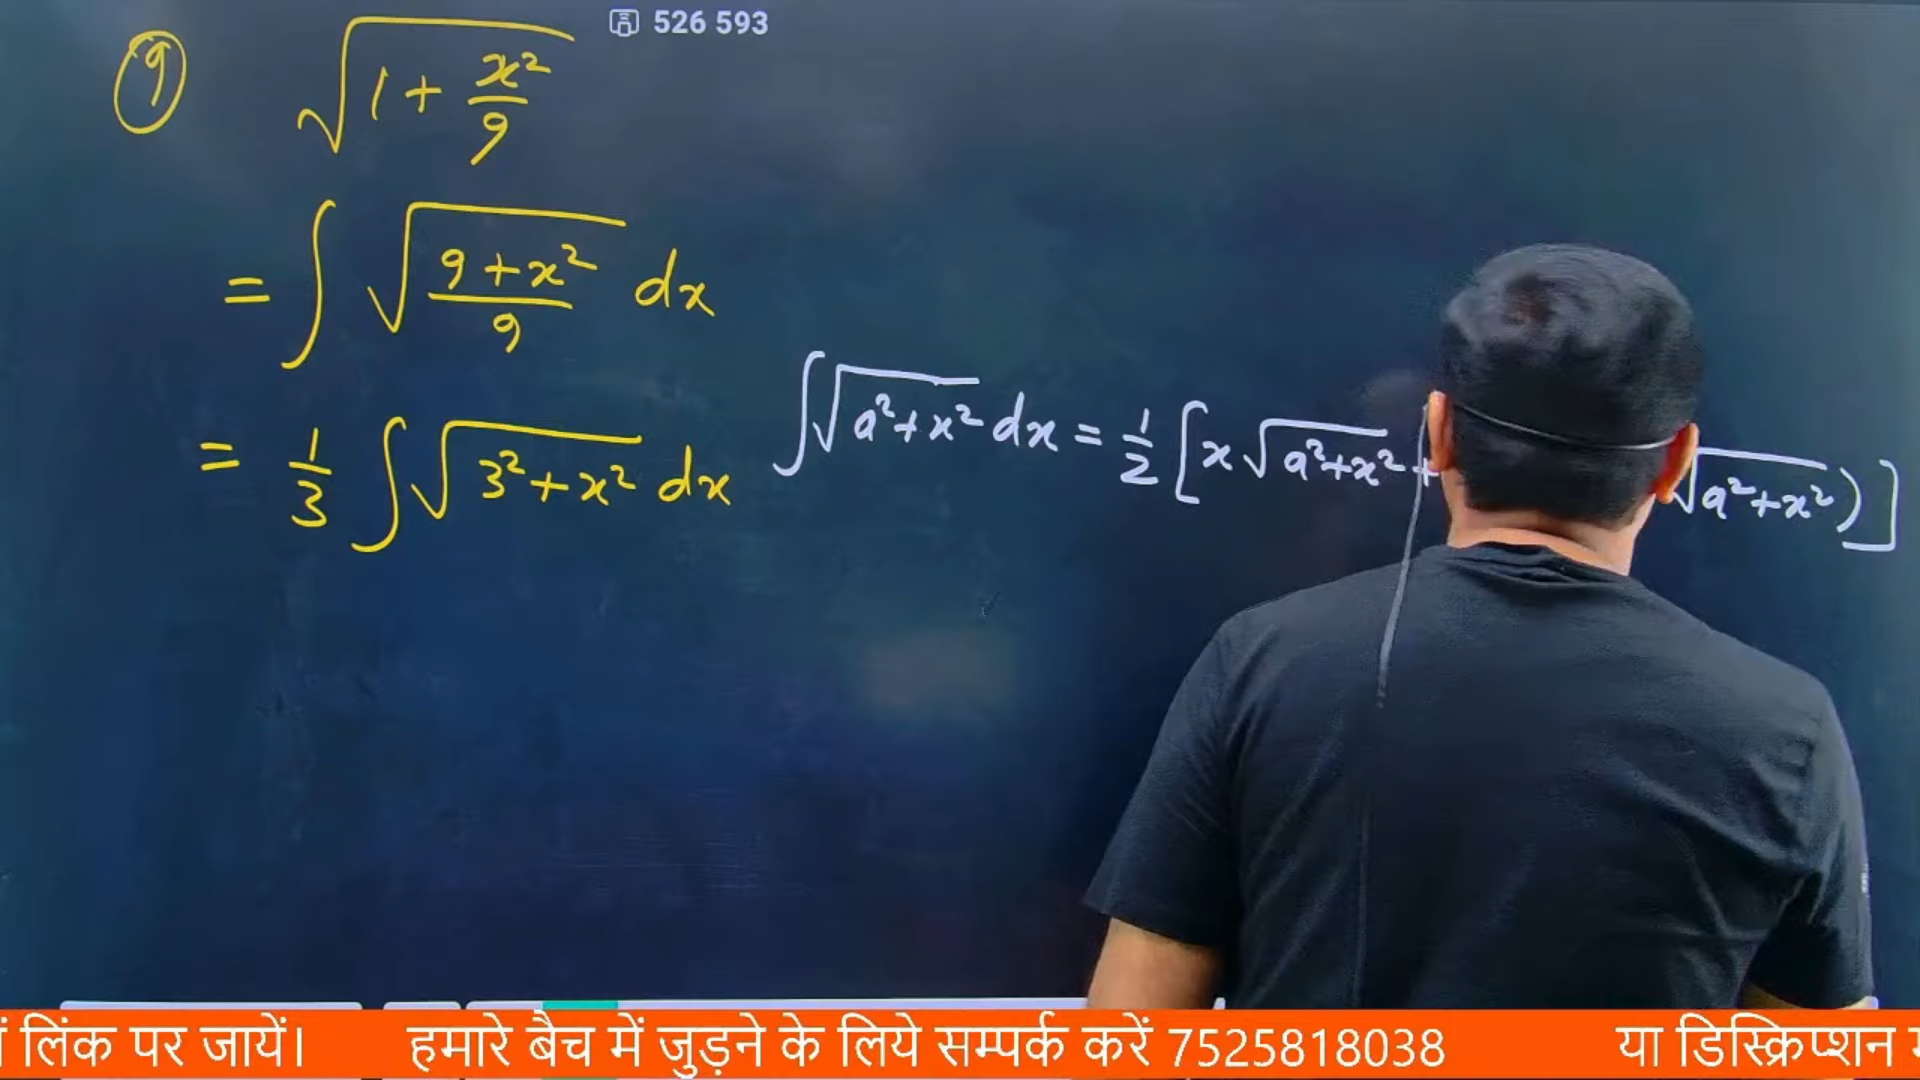 526 593
(9) √(1 + x²/9)
= ∫ √((9 + x²)/9) dx
= 1/3 ∫ √(3² + x²) dx
∫ √(a² + x²) dx = 1/2 [x √(a² + x²) + √(a² + x²))]
लिंक पर जायें। हमारे बैच में जुड़ने के लिये सम्पर्क करें 7525818038 या डिस्क्रिप्शन